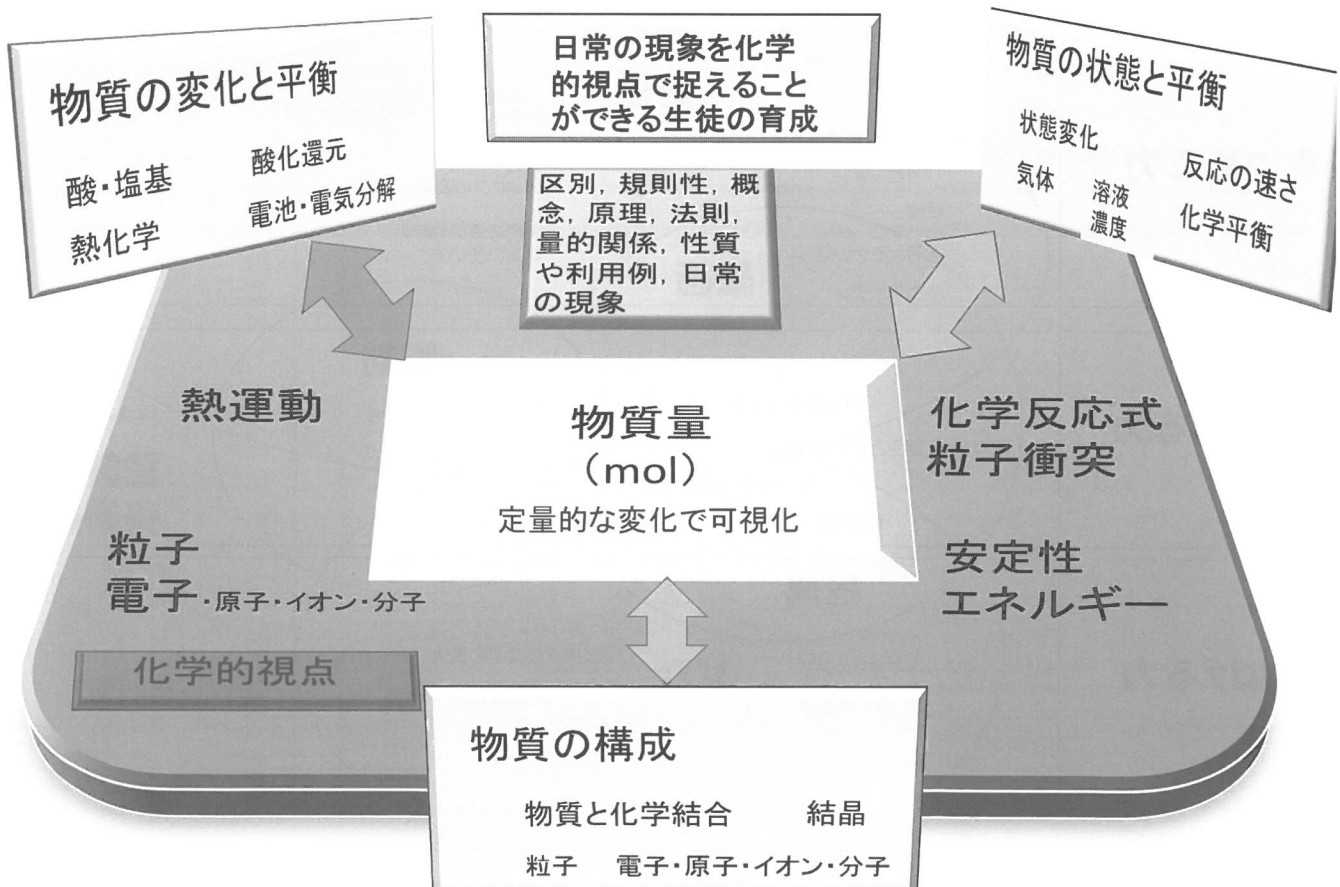 物質の変化と平衡
酸・塩基
酸化還元
熱化学
電池・電気分解
日常の現象を化学
的視点で捉えること
ができる生徒の育成
物質の状態と平衡
状態変化
気体
溶液
濃度
反応の速さ
化学平衡
区別, 規則性, 概
念, 原理, 法則,
量的関係, 性質
や利用例, 日常
の現象
熱運動
物質量
(mol)
定量的な変化で可視化
化学反応式
粒子衝突
粒子
電子・原子・イオン・分子
安定性
エネルギー
化学的視点
物質の構成
物質と化学結合 結晶
粒子 電子・原子・イオン・分子